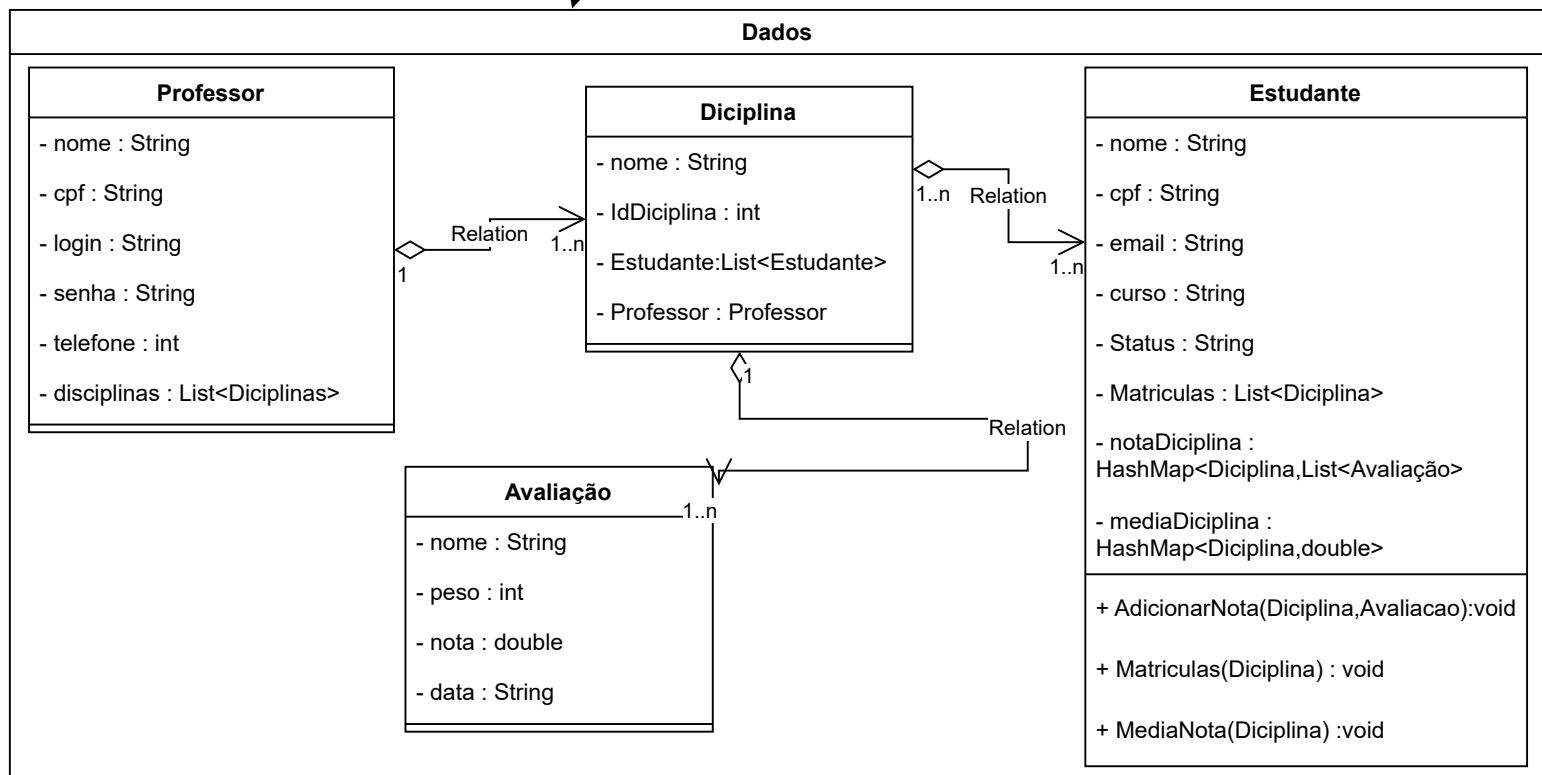 Dados
Professor
- nome : String
- cpf : String
- login : String
- senha : String
- telefone : int
- disciplinas : List<Diciplinas>
1
Relation
1..n
Diciplina
- nome : String
- IdDiciplina : int
- Estudante:List<Estudante>
- Professor : Professor
1..n
Relation
1..n
1
Relation
1..n
Avaliação
- nome : String
- peso : int
- nota : double
- data : String
Estudante
- nome : String
- cpf : String
- email : String
- curso : String
- Status : String
- Matriculas : List<Diciplina>
- notaDiciplina :
HashMap<Diciplina,List<Avaliação>
- mediaDiciplina :
HashMap<Diciplina,double>
+ AdicionarNota(Diciplina,Avaliacao):void
+ Matriculas(Diciplina) : void
+ MediaNota(Diciplina) :void